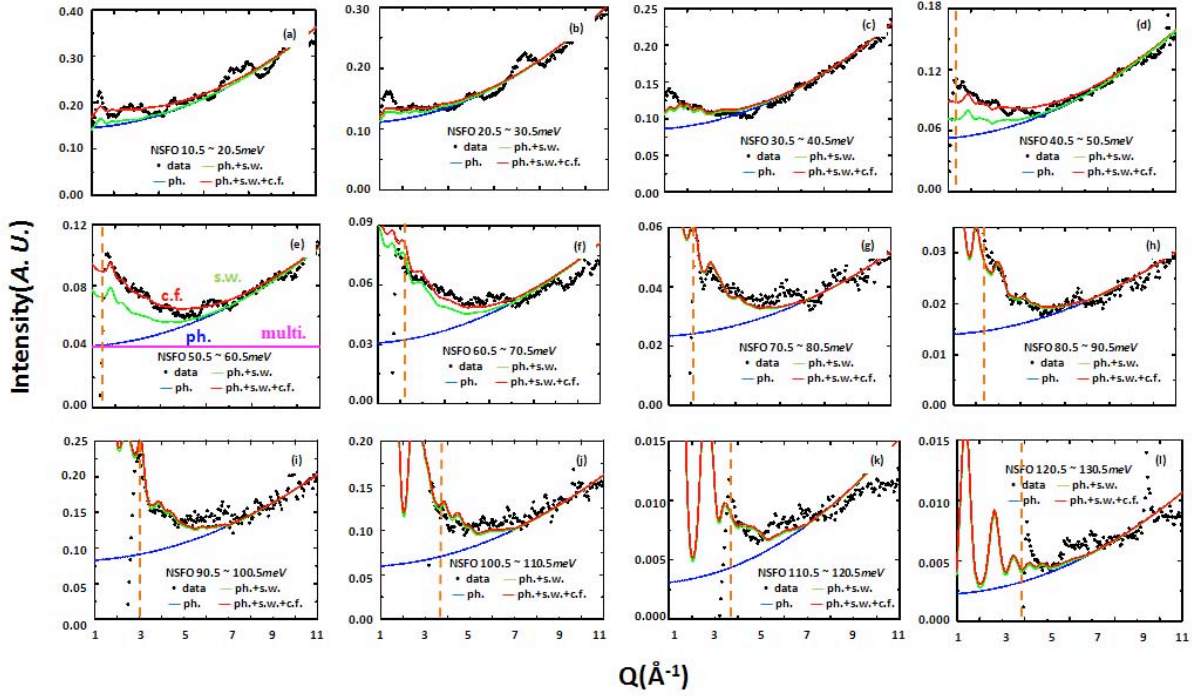 0.40
0.30
0.20
0.10
0.00
(a)
NSFO 10.5 ~ 20.5meV
data ph.+s.w.
ph. ph.+s.w.+c.f.
0.30
0.20
0.10
0.00
(b)
NSFO 20.5 ~ 30.5meV
data ph.+s.w.
ph. ph.+s.w.+c.f.
0.30
0.25
0.20
0.15
0.10
0.05
0.00
(c)
NSFO 30.5 ~ 40.5meV
data ph.+s.w.
ph. ph.+s.w.+c.f.
0.18
0.12
0.06
0.00
(d)
NSFO 40.5 ~ 50.5meV
data ph.+s.w.
ph. ph.+s.w.+c.f.
Intensity(A. U.)
0.12
0.08
0.04
0.00
(e)
s.w.
c.f.
ph.
multi.
NSFO 50.5 ~ 60.5meV
data ph.+s.w.
ph. ph.+s.w.+c.f.
0.09
0.06
0.03
0.00
(f)
NSFO 60.5 ~ 70.5meV
data ph.+s.w.
ph. ph.+s.w.+c.f.
0.06
0.04
0.02
0.00
(g)
NSFO 70.5 ~ 80.5meV
data ph.+s.w.
ph. ph.+s.w.+c.f.
0.03
0.02
0.01
0.00
(h)
NSFO 80.5 ~ 90.5meV
data ph.+s.w.
ph. ph.+s.w.+c.f.
0.25
0.20
0.15
0.10
0.05
0.00
(i)
NSFO 90.5 ~ 100.5meV
data ph.+s.w.
ph. ph.+s.w.+c.f.
1 3 5 7 9 11
0.20
0.15
0.10
0.05
0.00
(j)
NSFO 100.5 ~ 110.5meV
data ph.+s.w.
ph. ph.+s.w.+c.f.
1 3 5 7 9 11
0.015
0.010
0.005
0.000
(k)
NSFO 110.5 ~ 120.5meV
data ph.+s.w.
ph. ph.+s.w.+c.f.
1 3 5 7 9 11
0.015
0.010
0.005
0.000
(l)
NSFO 120.5 ~ 130.5meV
data ph.+s.w.
ph. ph.+s.w.+c.f.
1 3 5 7 9 11
Q(Å⁻¹)